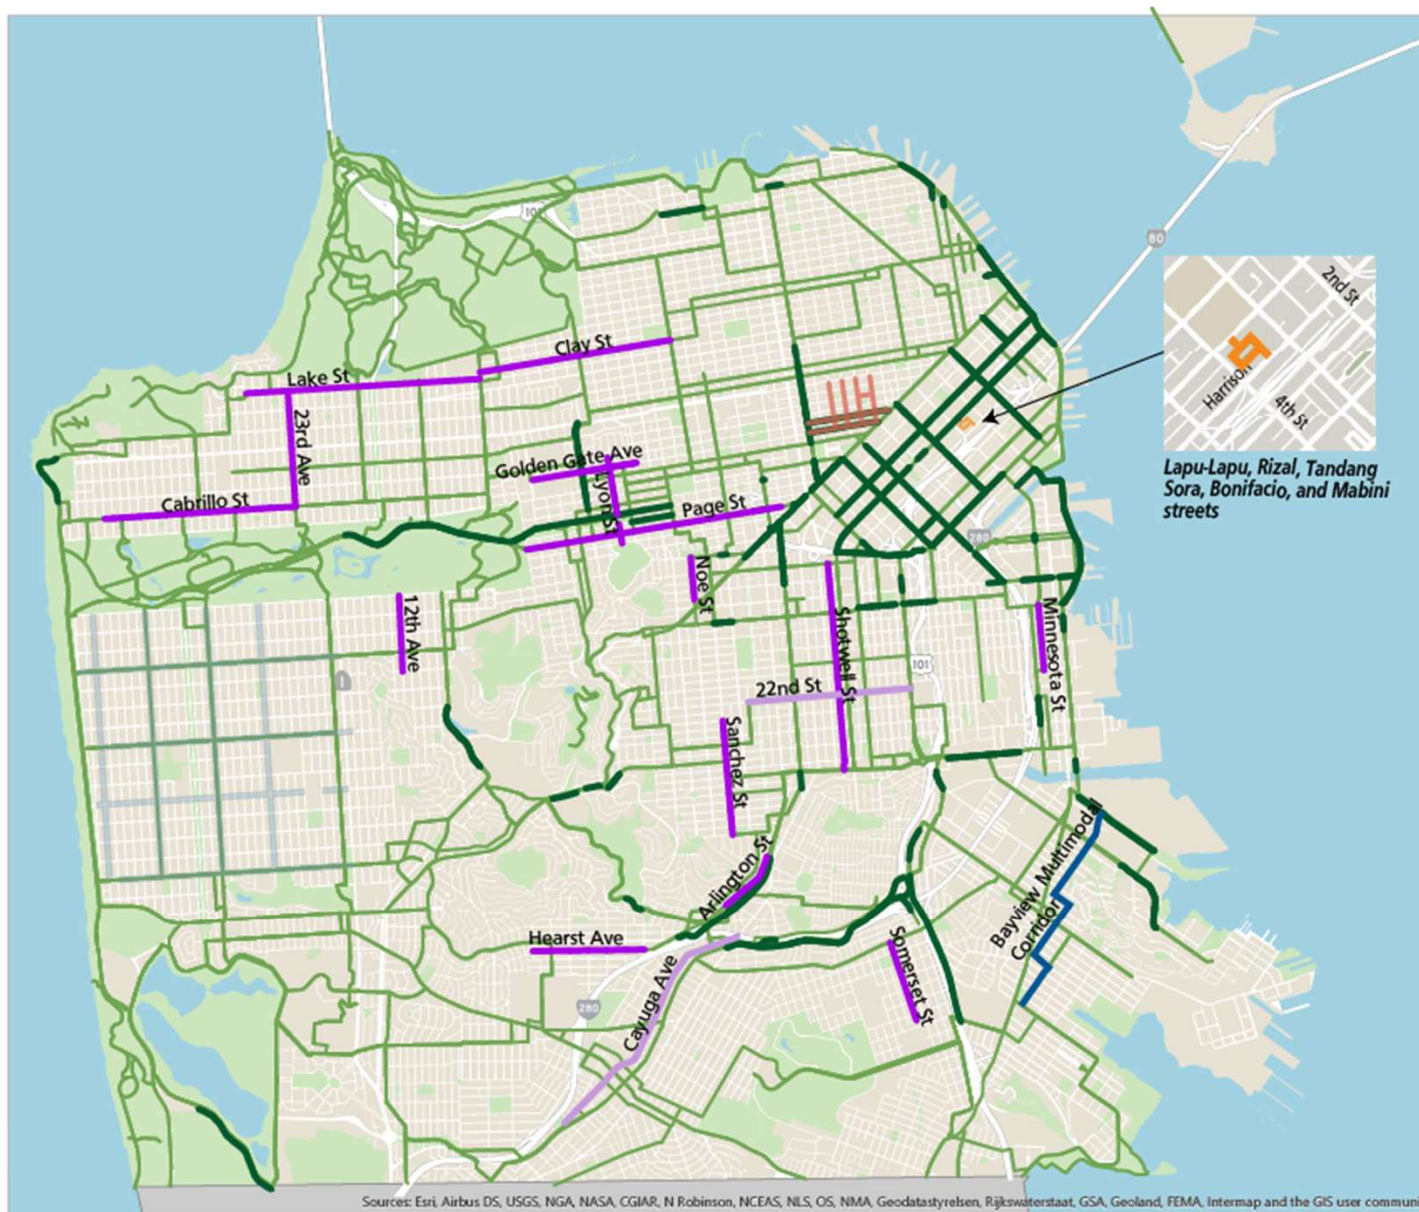 101
80
Clay St
Lake St
23rd Ave
Golden Gate Ave
Lyon St
Cabrillo St
Page St
2nd St
Harrison
4th St
Lapu-Lapu, Rizal, Tandang
Sora, Bonifacio, and Mabini
streets
280
Noe St
12th Ave
Shotwell St
Minnesota St
101
1
22nd St
Sanchez St
Arlington St
Bayview Multimodal
Corridor
Hearst Ave
Somerset St
Cayuga Ave
280
Sources: Esri, Airbus DS, USGS, NGA, NASA, CGIAR, N Robinson, NCEAS, NLS, OS, NMA, Geodatastyrelsen, Rijkswaterstaat, GSA, Geoland, FEMA, Intermap and the GIS user communi